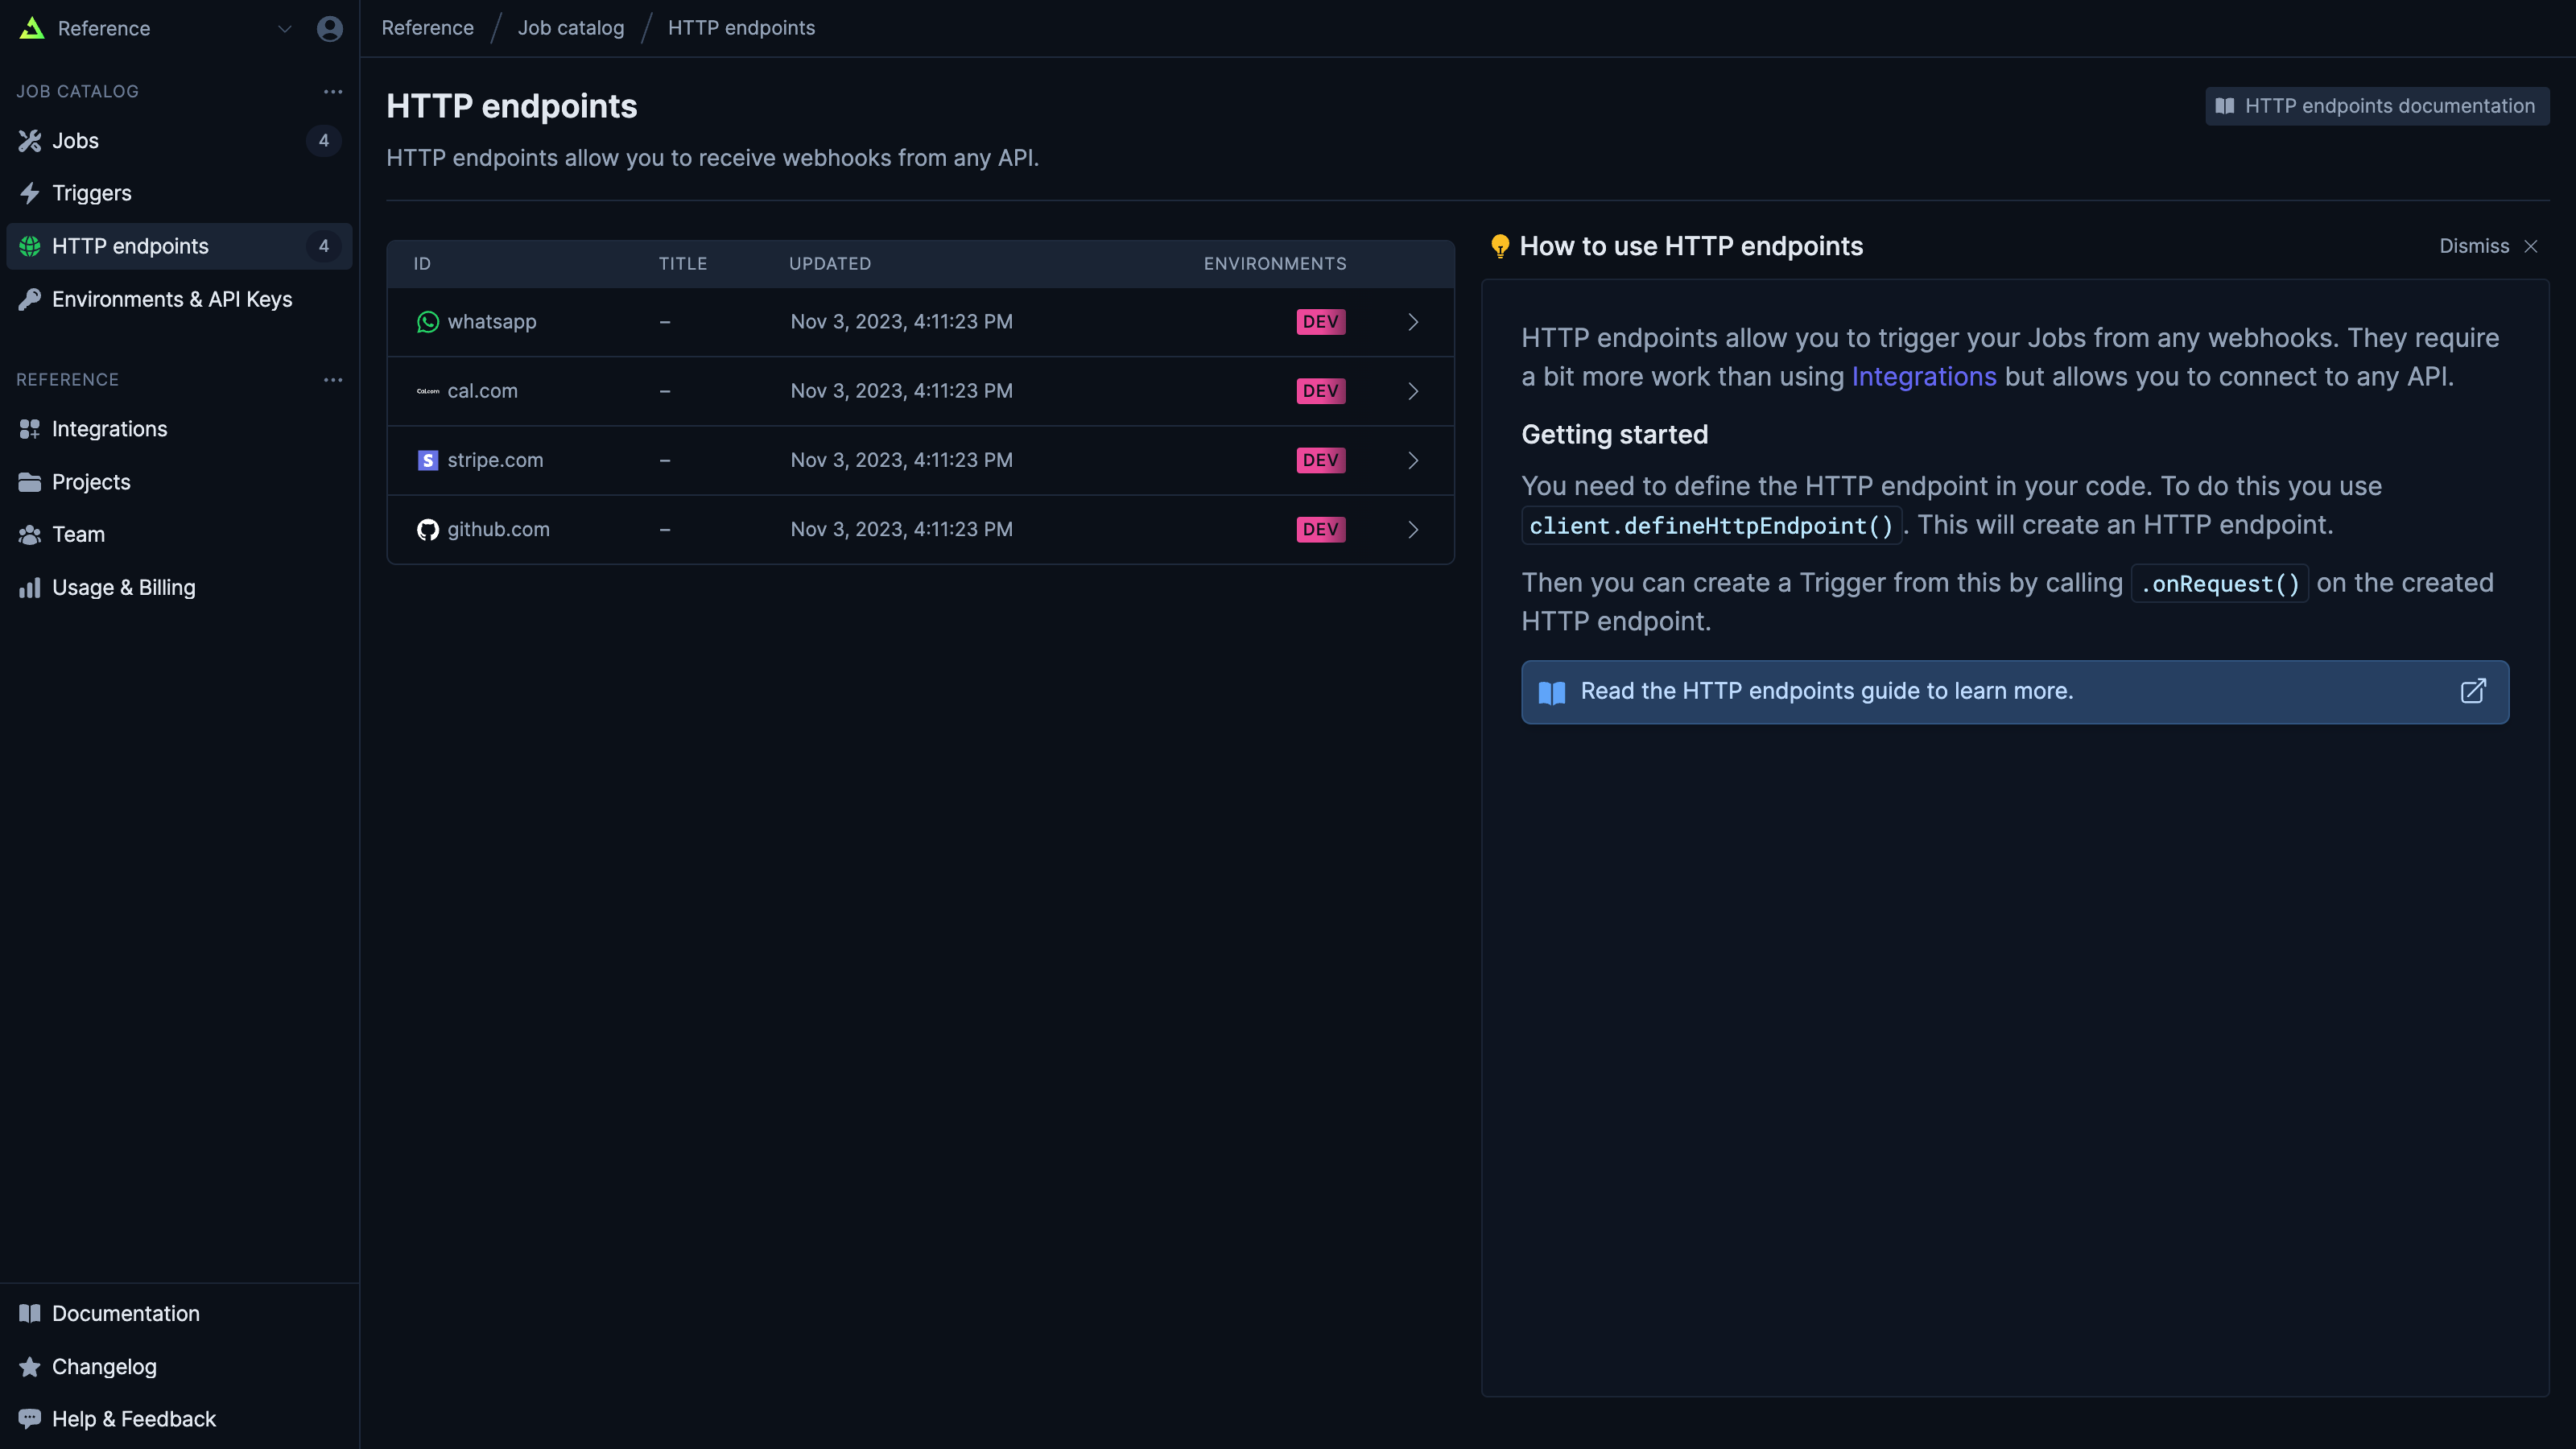 Reference
JOB CATALOG
Jobs 4
Triggers
HTTP endpoints 4
Environments & API Keys
REFERENCE
Integrations
Projects
Team
Usage & Billing
Documentation
Changelog
Help & Feedback
Reference / Job catalog / HTTP endpoints
HTTP endpoints
HTTP endpoints documentation
HTTP endpoints allow you to receive webhooks from any API.
ID TITLE UPDATED ENVIRONMENTS
whatsapp – Nov 3, 2023, 4:11:23 PM DEV
Cal.com cal.com – Nov 3, 2023, 4:11:23 PM DEV
S stripe.com – Nov 3, 2023, 4:11:23 PM DEV
github.com – Nov 3, 2023, 4:11:23 PM DEV
How to use HTTP endpoints
Dismiss
HTTP endpoints allow you to trigger your Jobs from any webhooks. They require
a bit more work than using Integrations but allows you to connect to any API.
Getting started
You need to define the HTTP endpoint in your code. To do this you use
client.defineHttpEndpoint() . This will create an HTTP endpoint.
Then you can create a Trigger from this by calling .onRequest() on the created
HTTP endpoint.
Read the HTTP endpoints guide to learn more.